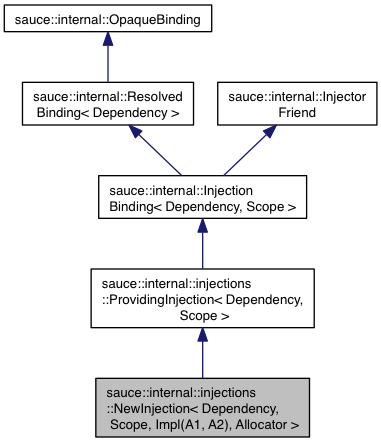 sauce::internal::OpaqueBinding
sauce::internal::Resolved
Binding< Dependency >
sauce::internal::Injector
Friend
sauce::internal::Injection
Binding< Dependency, Scope >
sauce::internal::injections
::ProvidingInjection< Dependency,
Scope >
sauce::internal::injections
::NewInjection< Dependency,
Scope, Impl(A1, A2), Allocator >